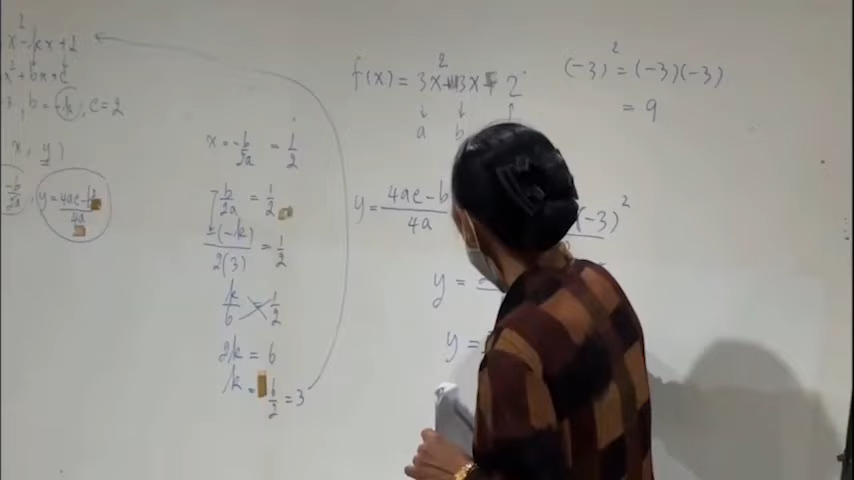 x² - kx + 2
x² + bx + c
3, b = -k, c = 2
x, y)
-b/2a, y = 4ac - b²/4a
x = -b/2a = 1/2
-b/2a = 1/2
-(-k)/2(3) = 1/2
k/6 = 1/2
2k = 6
k = 6/2 = 3
f(x) = 3x² - 3x + 2
a b
y = 4ac - b/4a
(-3)²
y =
y =
(-3)² = (-3)(-3)
= 9